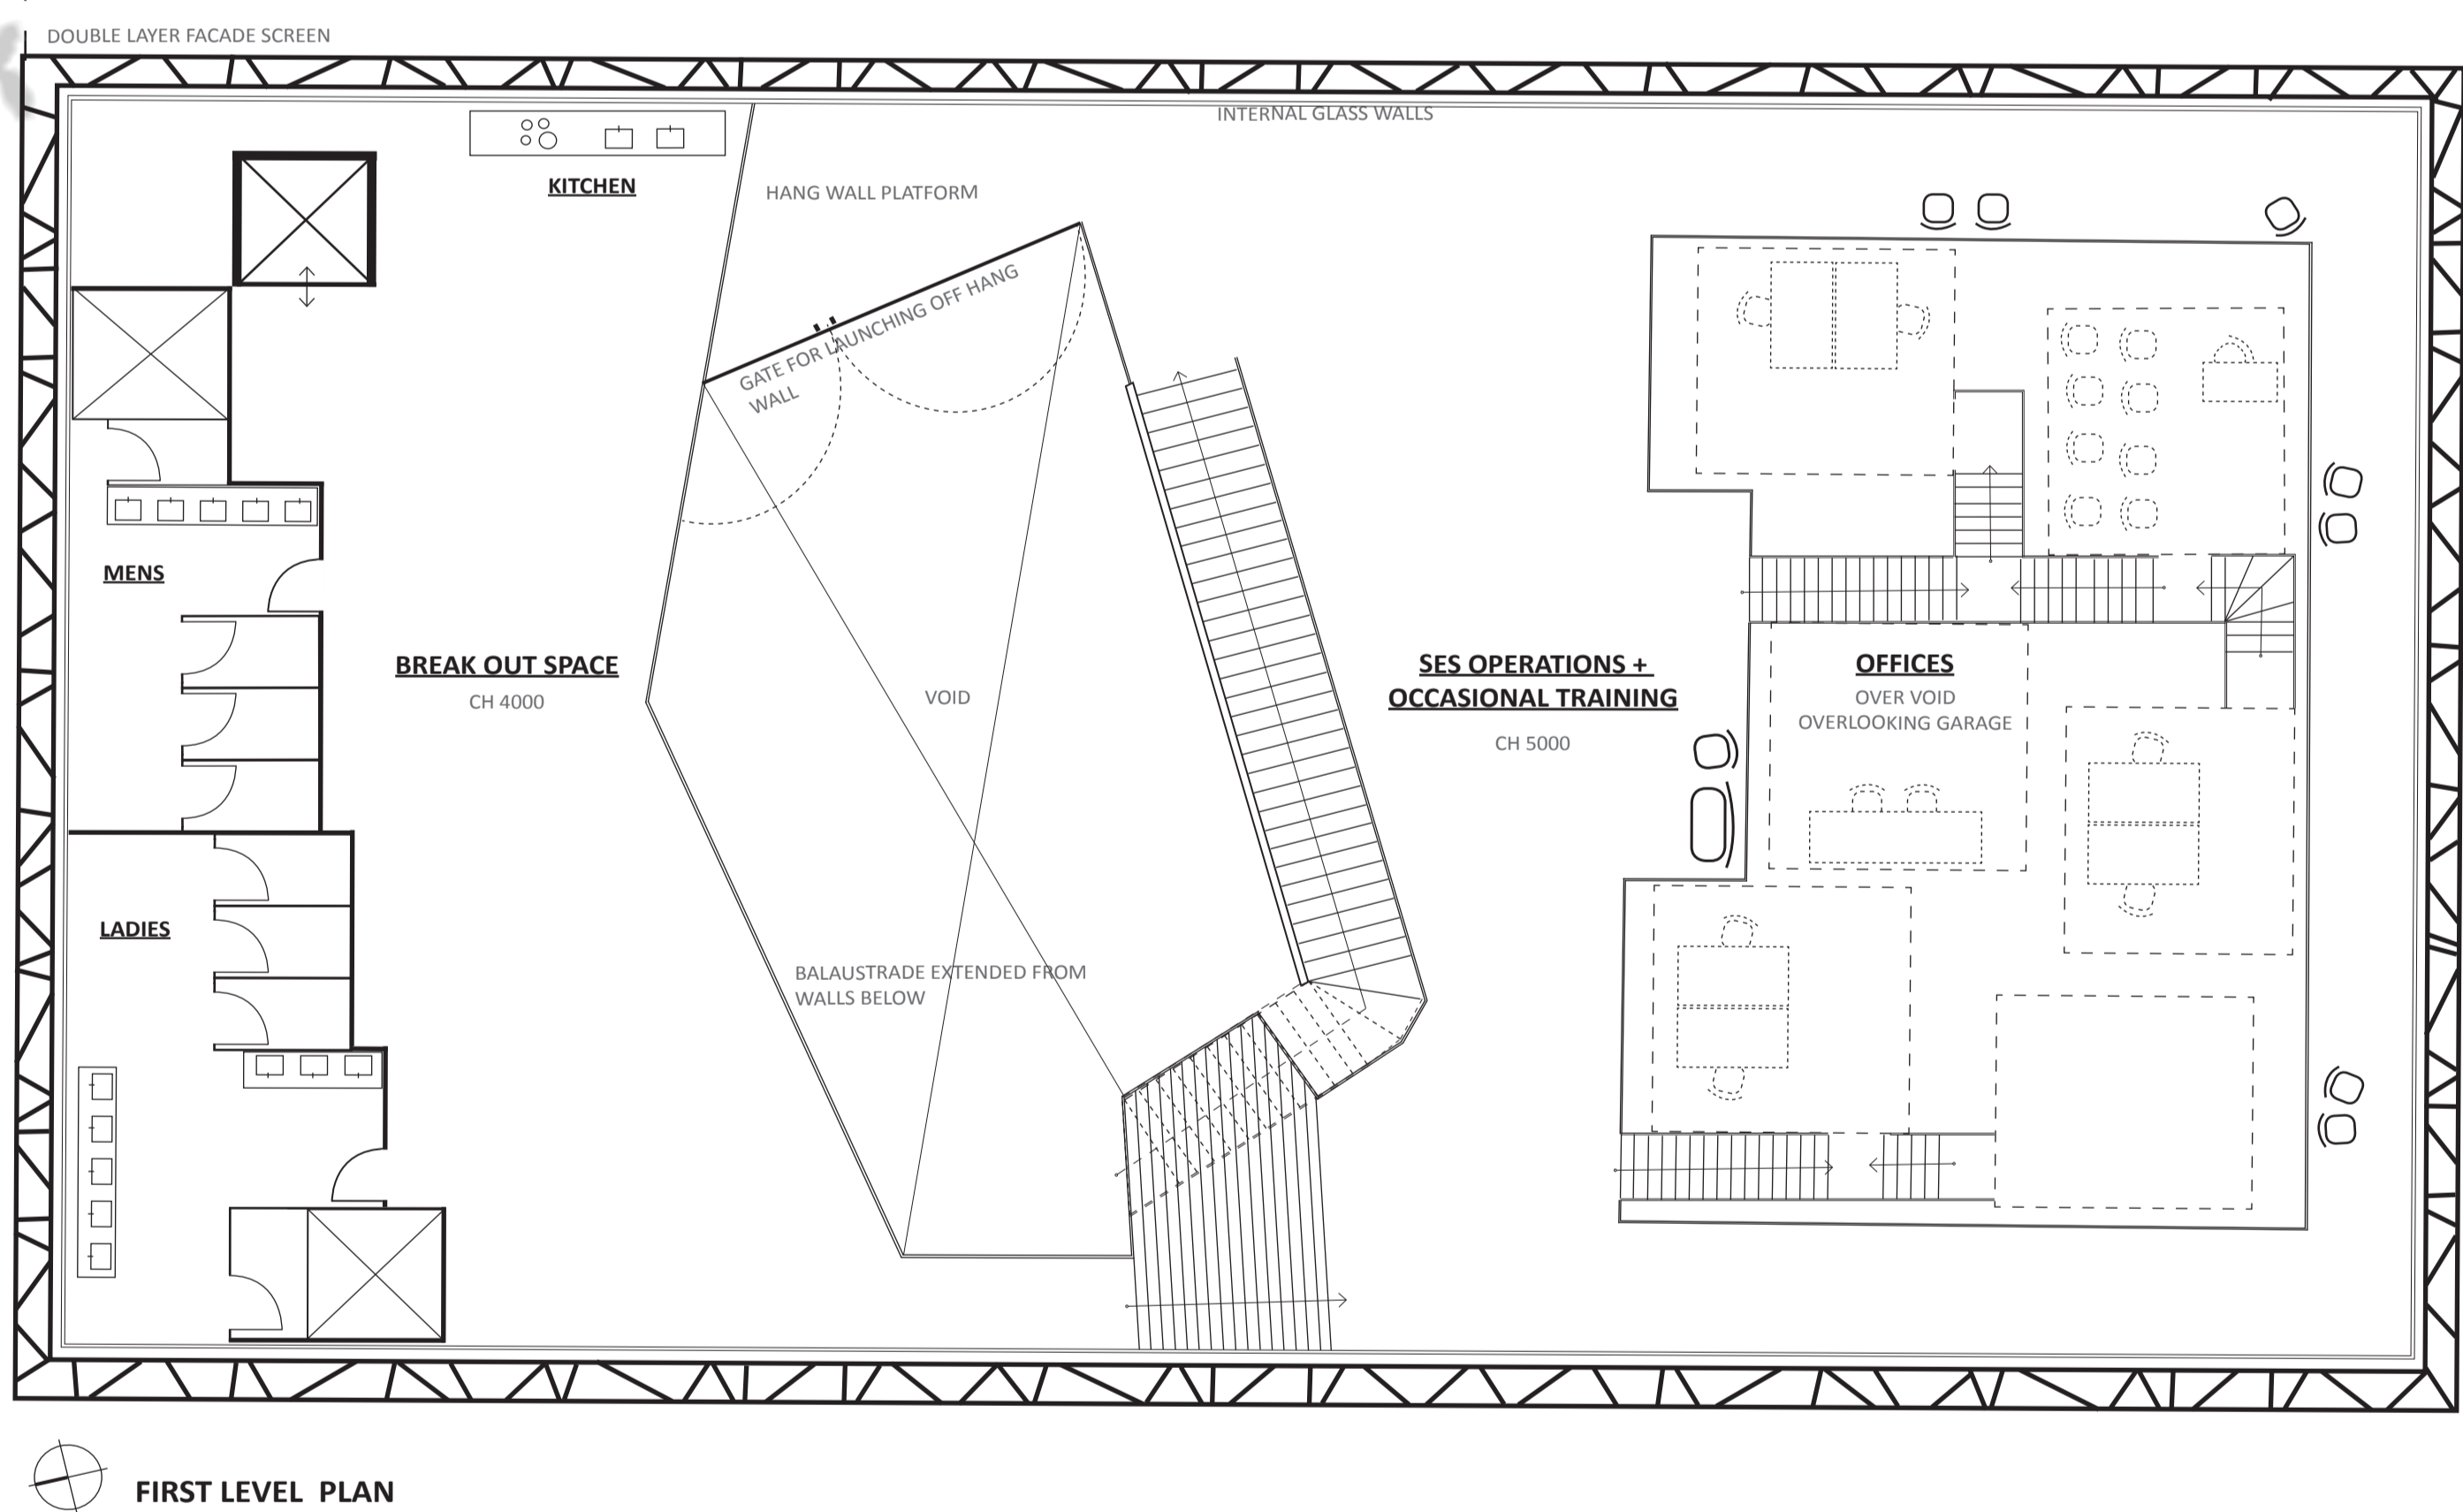 DOUBLE LAYER FACADE SCREEN
INTERNAL GLASS WALLS
KITCHEN
HANG WALL PLATFORM
GATE FOR LAUNCHING OFF HANG
WALL
MENS
BREAK OUT SPACE
CH 4000
VOID
SES OPERATIONS +
OCCASIONAL TRAINING
CH 5000
OFFICES
OVER VOID
OVERLOOKING GARAGE
LADIES
BALAUSTRADE EXTENDED FROM
WALLS BELOW
FIRST LEVEL PLAN